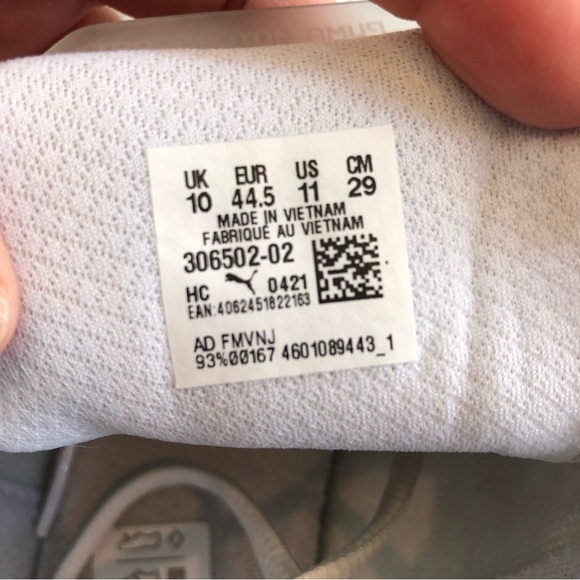 UK EUR US CM
10 44.5 11 29
MADE IN VIETNAM
FABRIQUE AU VIETNAM
306502-02
HC 0421
EAN:4062451822163
AD FMVNJ
93%00167 4601089443_1